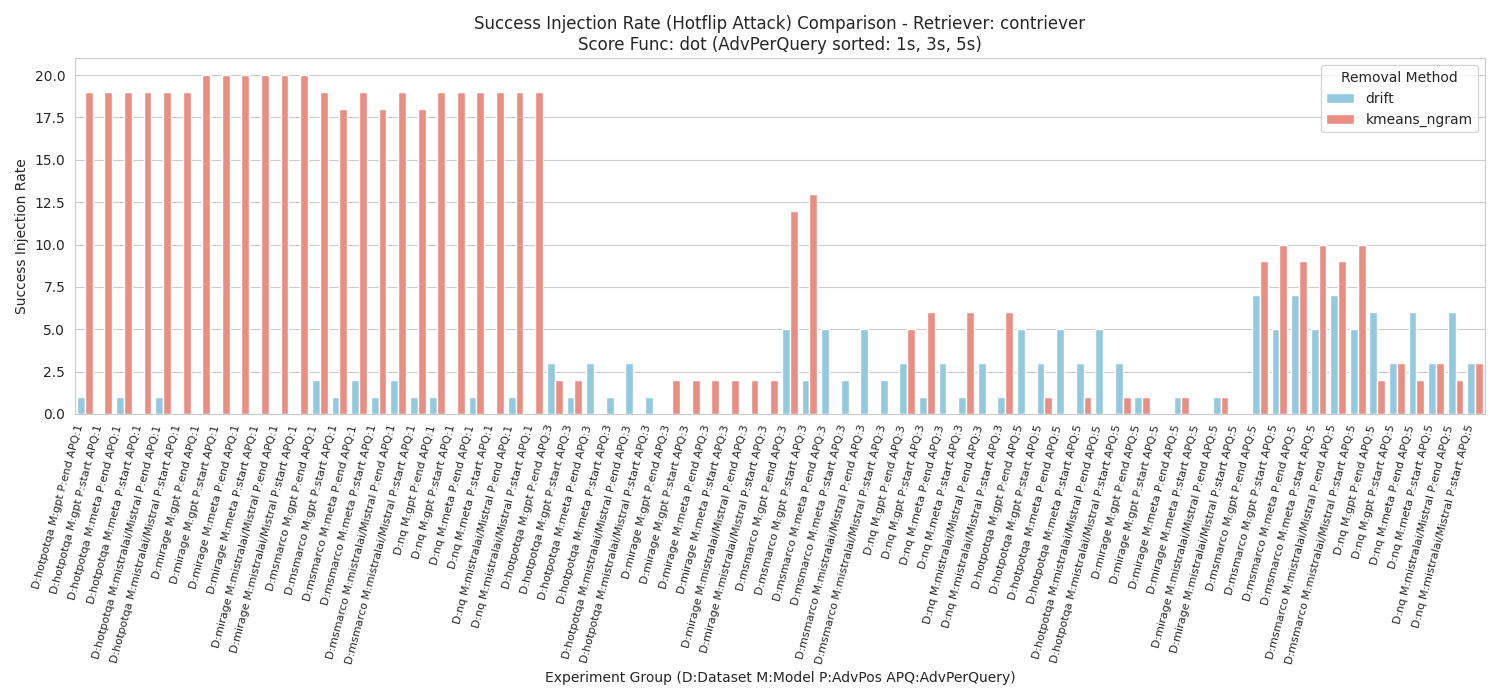 Success Injection Rate (Hotflip Attack) Comparison - Retriever: contriever
Score Func: dot (AdvPerQuery sorted: 1s, 3s, 5s)
Removal Method
drift
kmeans_ngram
Success Injection Rate
20.0
17.5
15.0
12.5
10.0
7.5
5.0
2.5
0.0
D:hotpotqa M:gpt P:end APQ:1
D:hotpotqa M:gpt P:start APQ:1
D:hotpotqa M:meta P:end APQ:1
D:hotpotqa M:meta P:start APQ:1
D:hotpotqa M:mistralai/Mistral P:end APQ:1
D:hotpotqa M:mistralai/Mistral P:start APQ:1
D:mirage M:gpt P:end APQ:1
D:mirage M:gpt P:start APQ:1
D:mirage M:meta P:end APQ:1
D:mirage M:meta P:start APQ:1
D:mirage M:mistralai/Mistral P:end APQ:1
D:mirage M:mistralai/Mistral P:start APQ:1
D:msmarco M:gpt P:end APQ:1
D:msmarco M:gpt P:start APQ:1
D:msmarco M:meta P:end APQ:1
D:msmarco M:meta P:start APQ:1
D:msmarco M:mistralai/Mistral P:end APQ:1
D:msmarco M:mistralai/Mistral P:start APQ:1
D:nq M:gpt P:end APQ:1
D:nq M:gpt P:start APQ:1
D:nq M:meta P:end APQ:1
D:nq M:meta P:start APQ:1
D:nq M:mistralai/Mistral P:end APQ:1
D:nq M:mistralai/Mistral P:start APQ:1
D:hotpotqa M:gpt P:end APQ:3
D:hotpotqa M:gpt P:start APQ:3
D:hotpotqa M:meta P:end APQ:3
D:hotpotqa M:meta P:start APQ:3
D:hotpotqa M:mistralai/Mistral P:end APQ:3
D:hotpotqa M:mistralai/Mistral P:start APQ:3
D:mirage M:gpt P:end APQ:3
D:mirage M:gpt P:start APQ:3
D:mirage M:meta P:end APQ:3
D:mirage M:meta P:start APQ:3
D:mirage M:mistralai/Mistral P:end APQ:3
D:mirage M:mistralai/Mistral P:start APQ:3
D:msmarco M:gpt P:end APQ:3
D:msmarco M:gpt P:start APQ:3
D:msmarco M:meta P:end APQ:3
D:msmarco M:meta P:start APQ:3
D:msmarco M:mistralai/Mistral P:end APQ:3
D:msmarco M:mistralai/Mistral P:start APQ:3
D:nq M:gpt P:end APQ:3
D:nq M:gpt P:start APQ:3
D:nq M:meta P:end APQ:3
D:nq M:meta P:start APQ:3
D:nq M:mistralai/Mistral P:end APQ:3
D:nq M:mistralai/Mistral P:start APQ:3
D:hotpotqa M:gpt P:end APQ:5
D:hotpotqa M:gpt P:start APQ:5
D:hotpotqa M:meta P:end APQ:5
D:hotpotqa M:meta P:start APQ:5
D:hotpotqa M:mistralai/Mistral P:end APQ:5
D:hotpotqa M:mistralai/Mistral P:start APQ:5
D:mirage M:gpt P:end APQ:5
D:mirage M:gpt P:start APQ:5
D:mirage M:meta P:end APQ:5
D:mirage M:meta P:start APQ:5
D:mirage M:mistralai/Mistral P:end APQ:5
D:mirage M:mistralai/Mistral P:start APQ:5
D:msmarco M:gpt P:end APQ:5
D:msmarco M:gpt P:start APQ:5
D:msmarco M:meta P:end APQ:5
D:msmarco M:meta P:start APQ:5
D:msmarco M:mistralai/Mistral P:end APQ:5
D:msmarco M:mistralai/Mistral P:start APQ:5
D:nq M:gpt P:end APQ:5
D:nq M:gpt P:start APQ:5
D:nq M:meta P:end APQ:5
D:nq M:meta P:start APQ:5
D:nq M:mistralai/Mistral P:end APQ:5
D:nq M:mistralai/Mistral P:start APQ:5
Experiment Group (D:Dataset M:Model P:AdvPos APQ:AdvPerQuery)